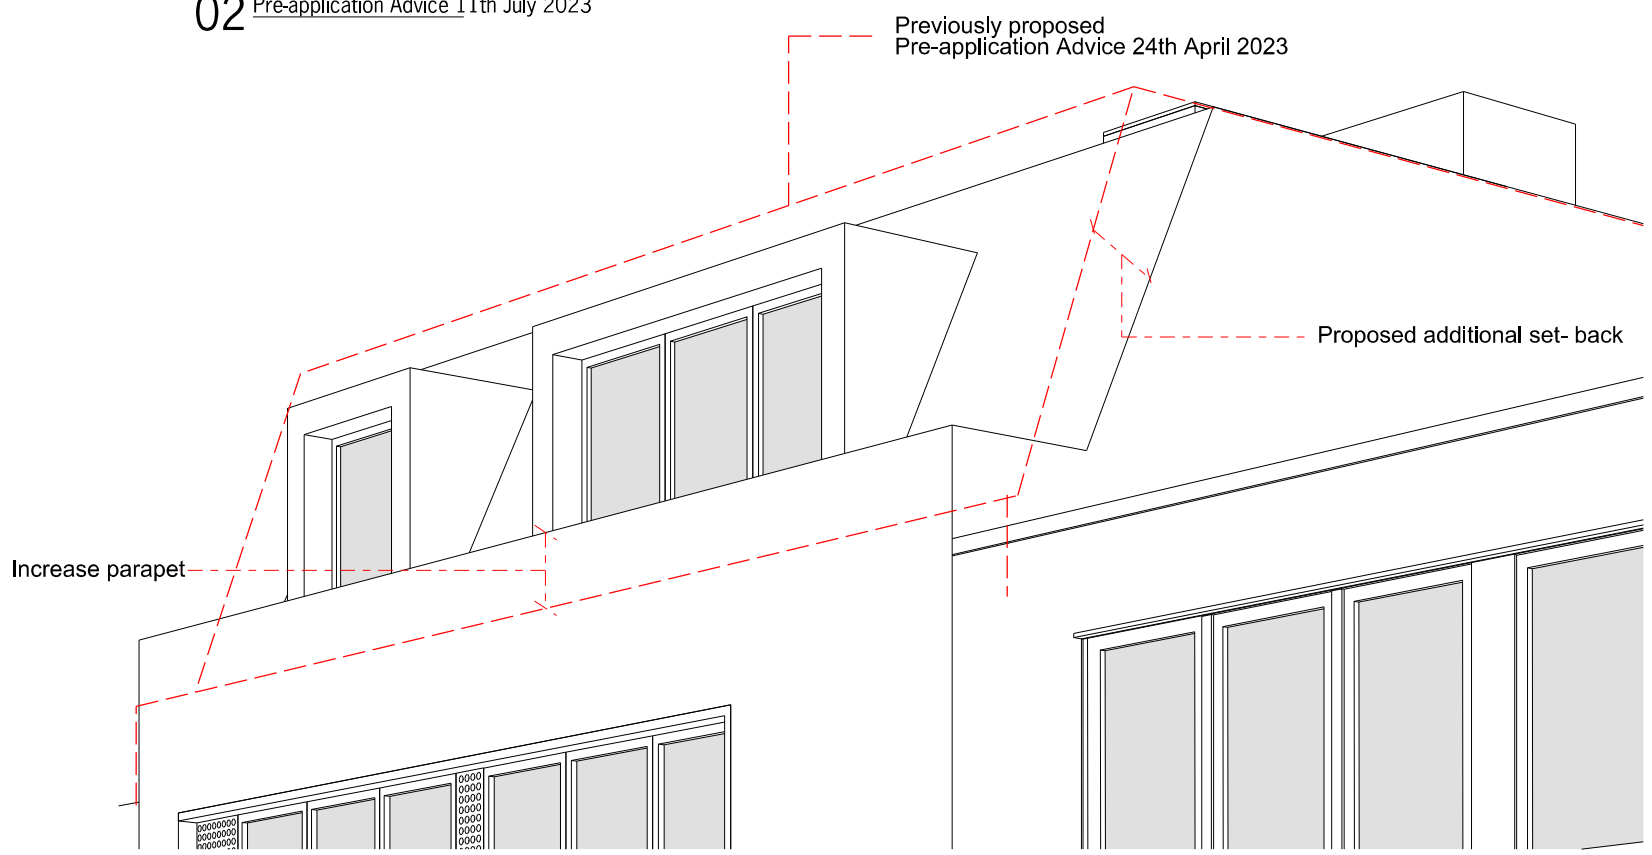 02 Pre-application Advice 11th July 2023
Previously proposed
Pre-application Advice 24th April 2023
Proposed additional set- back
Increase parapet